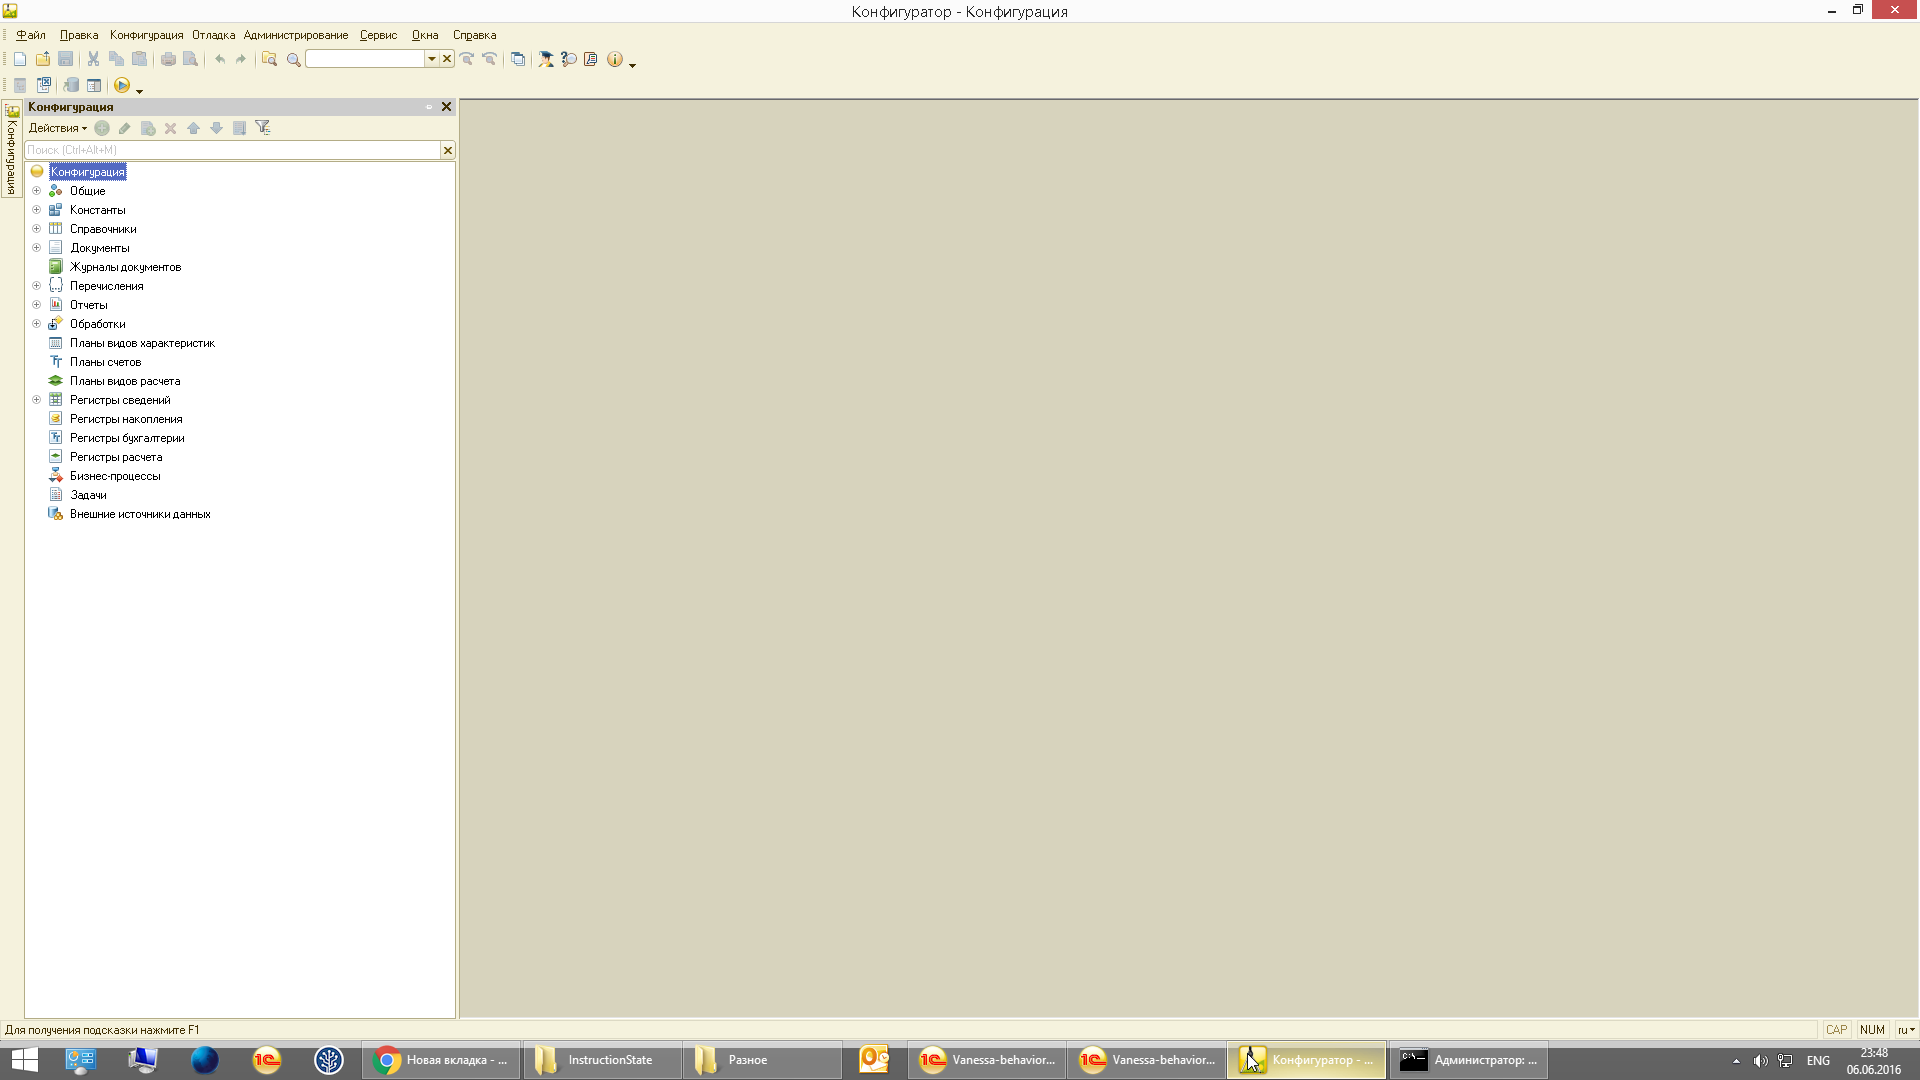 Конфигуратор - Конфигурация
Файл Правка Конфигурация Отладка Администрирование Сервис Окна Справка
Конфигурация
Конфигурация
Действия
Поиск (Ctrl+Alt+M)
Конфигурация
Общие
Константы
Справочники
Документы
Журналы документов
Перечисления
Отчеты
Обработки
Планы видов характеристик
Планы счетов
Планы видов расчета
Регистры сведений
Регистры накопления
Регистры бухгалтерии
Регистры расчета
Бизнес-процессы
Задачи
Внешние источники данных
Для получения подсказки нажмите F1
CAP NUM ru
Новая вкладка - ... InstructionState Разное Vanessa-behavior... Vanessa-behavior... Конфигуратор - ... Администратор: ... ENG 23:48
06.06.2016